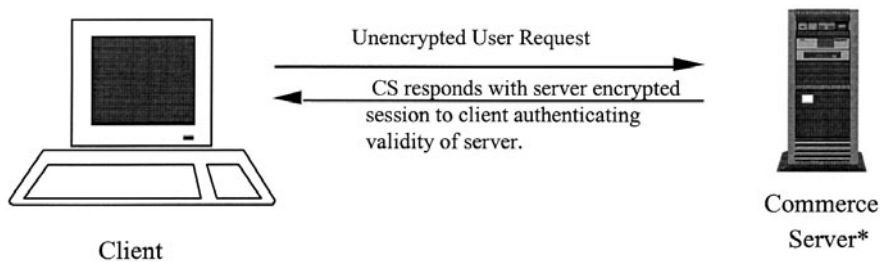 Unencrypted User Request
CS responds with server encrypted
session to client authenticating
validity of server.
Commerce
Server*
Client